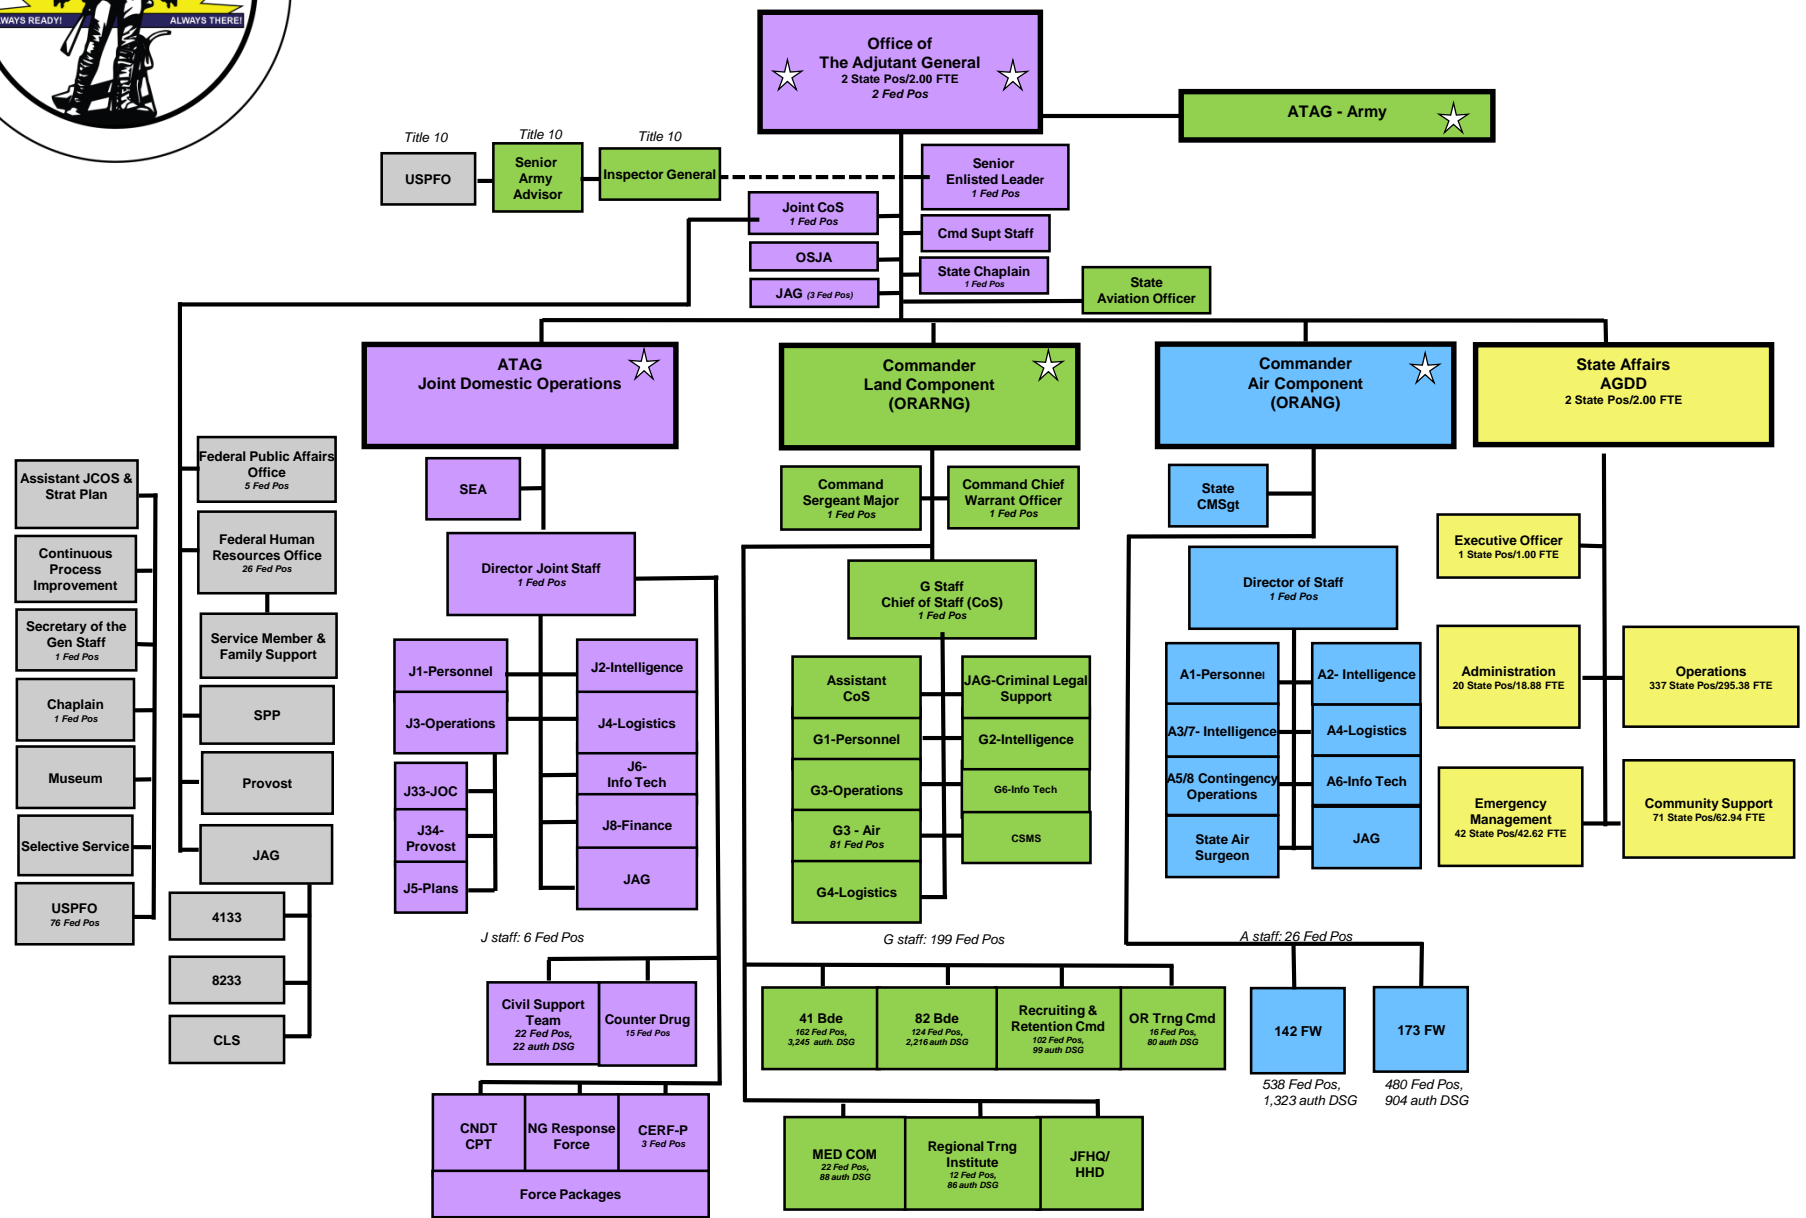 WAYS READY!
ALWAYS THERE!
Office of
The Adjutant General
2 State Pos/2.00 FTE
2 Fed Pos
ATAG - Army
Title 10
Title 10
Title 10
USPFO
Senior
Army
Advisor
Inspector General
Senior
Enlisted Leader
1 Fed Pos
Joint CoS
1 Fed Pos
Cmd Supt Staff
OSJA
State Chaplain
1 Fed Pos
JAG (3 Fed Pos)
State
Aviation Officer
ATAG
Joint Domestic Operations
Commander
Land Component
(ORARNG)
Commander
Air Component
(ORANG)
State Affairs
AGDD
2 State Pos/2.00 FTE
Assistant JCOS &
Strat Plan
Continuous
Process
Improvement
Secretary of the
Gen Staff
1 Fed Pos
Chaplain
1 Fed Pos
Museum
Selective Service
USPFO
76 Fed Pos
Federal Public Affairs
Office
5 Fed Pos
Federal Human
Resources Office
26 Fed Pos
Service Member &
Family Support
SPP
Provost
JAG
4133
8233
CLS
SEA
Director Joint Staff
1 Fed Pos
J1-Personnel
J2-Intelligence
J3-Operations
J4-Logistics
J33-JOC
J6-
Info Tech
J34-
Provost
J8-Finance
J5-Plans
JAG
J staff: 6 Fed Pos
Civil Support
Team
22 Fed Pos,
22 auth DSG
Counter Drug
15 Fed Pos
CNDT
CPT
NG Response
Force
CERF-P
3 Fed Pos
Force Packages
Command
Sergeant Major
1 Fed Pos
Command Chief
Warrant Officer
1 Fed Pos
G Staff
Chief of Staff (CoS)
1 Fed Pos
Assistant
CoS
JAG-Criminal Legal
Support
G1-Personnel
G2-Intelligence
G3-Operations
G6-Info Tech
G3 - Air
81 Fed Pos
CSMS
G4-Logistics
G staff: 199 Fed Pos
41 Bde
162 Fed Pos,
3,245 auth. DSG
82 Bde
124 Fed Pos,
2,216 auth DSG
Recruiting &
Retention Cmd
102 Fed Pos,
99 auth DSG
OR Trng Cmd
16 Fed Pos,
80 auth DSG
MED COM
22 Fed Pos,
88 auth DSG
Regional Trng
Institute
12 Fed Pos,
86 auth DSG
JFHQ/
HHD
State
CMSgt
Director of Staff
1 Fed Pos
A1-Personnel
A2- Intelligence
A3/7- Intelligence
A4-Logistics
A5/8 Contingency
Operations
A6-Info Tech
State Air
Surgeon
JAG
A staff: 26 Fed Pos
142 FW
538 Fed Pos,
1,323 auth DSG
173 FW
480 Fed Pos,
904 auth DSG
Executive Officer
1 State Pos/1.00 FTE
Administration
20 State Pos/18.88 FTE
Operations
337 State Pos/295.38 FTE
Emergency
Management
42 State Pos/42.62 FTE
Community Support
71 State Pos/62.94 FTE